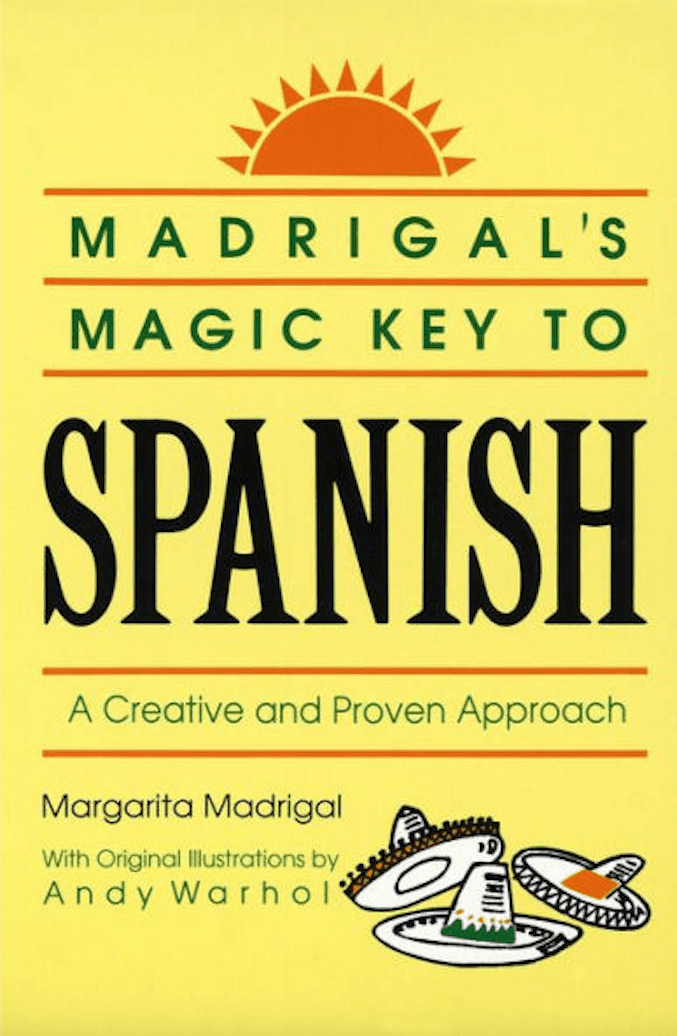 MADRIGAL'S
MAGIC KEY TO
SPANISH
A Creative and Proven Approach
Margarita Madrigal
With Original Illustrations by
Andy Warhol